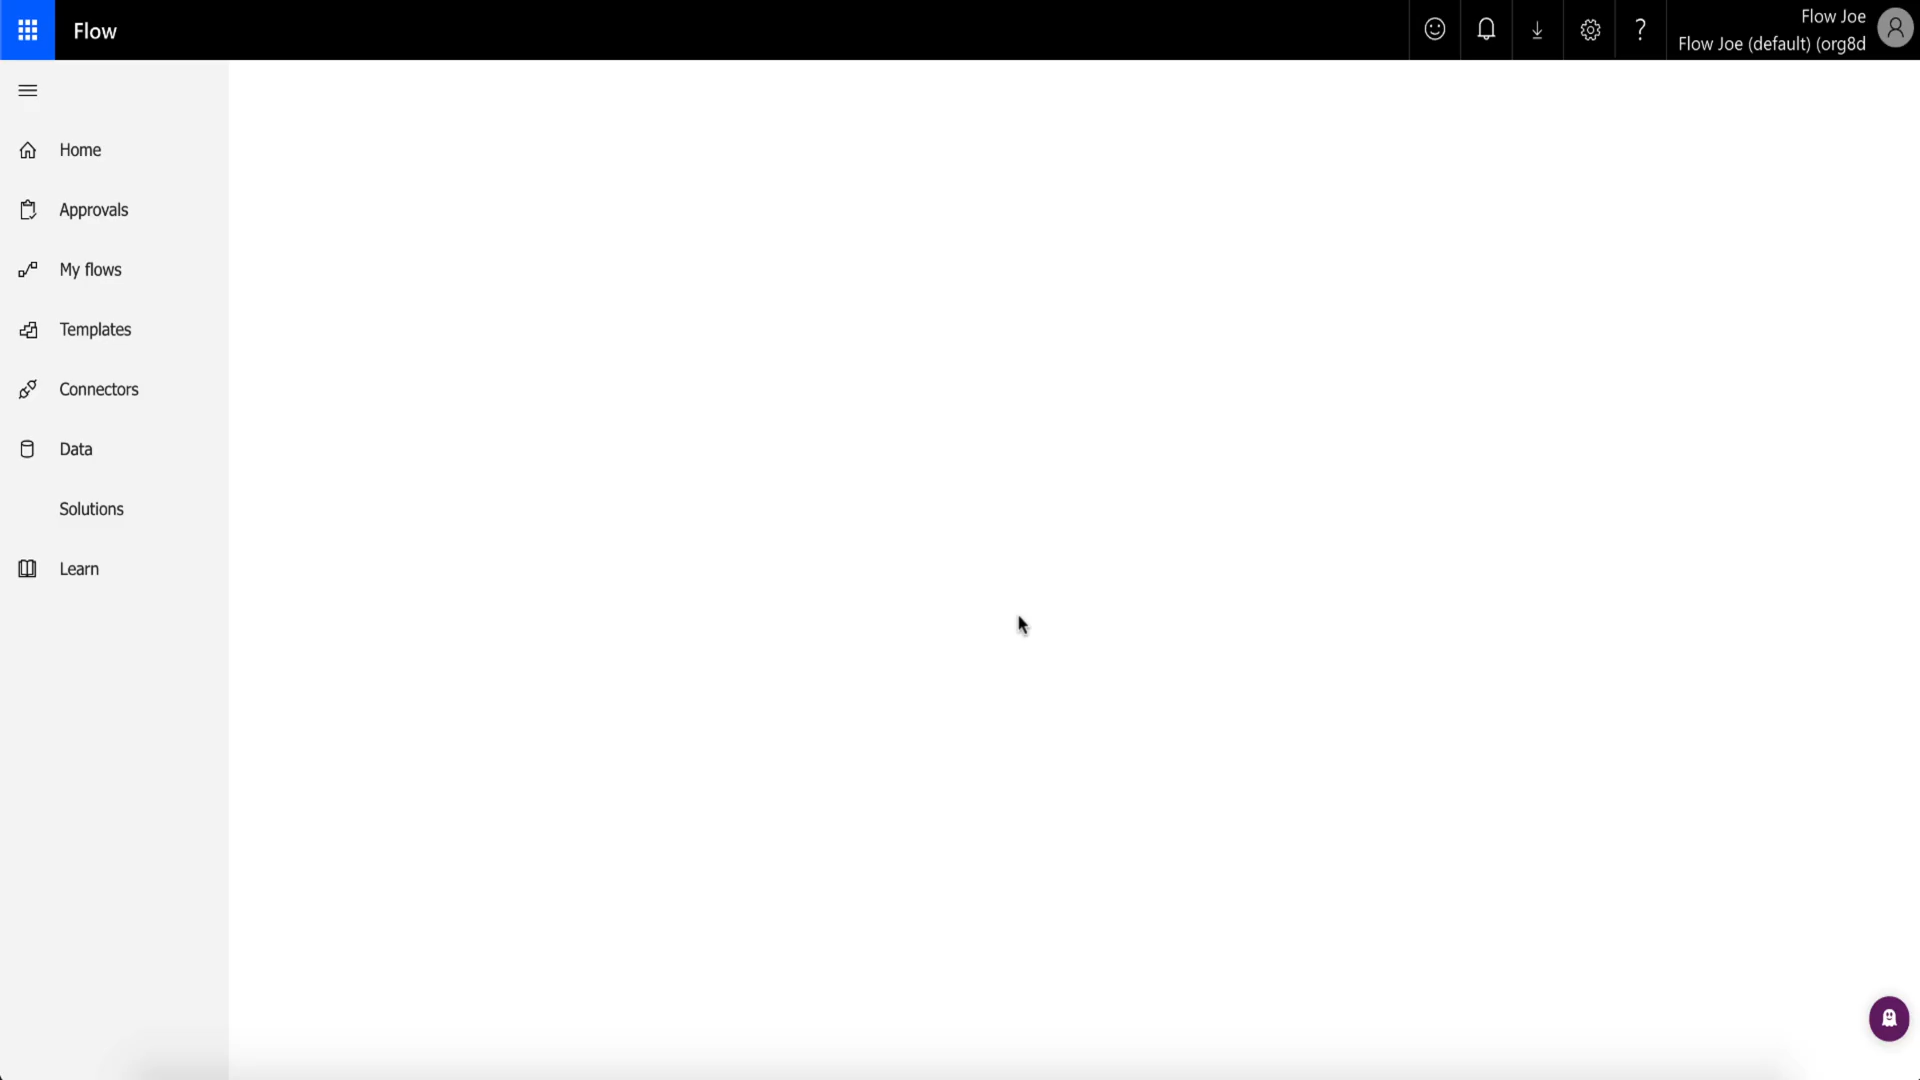 Flow
Flow Joe
Flow Joe (default) (org8d
Home
Approvals
My flows
Templates
Connectors
Data
Solutions
Learn